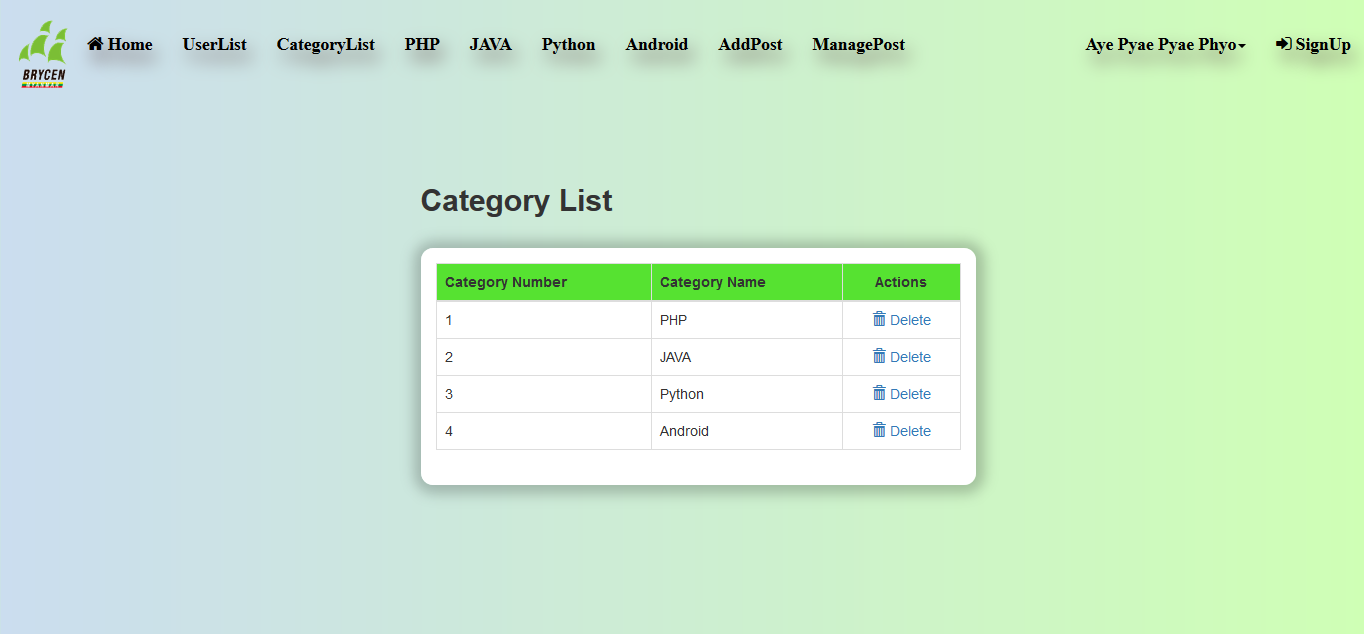 Home UserList CategoryList PHP JAVA Python Android AddPost ManagePost Aye Pyae Pyae Phyo SignUp
BRYCEN
Category List
Category Number Category Name Actions
1 PHP Delete
2 JAVA Delete
3 Python Delete
4 Android Delete